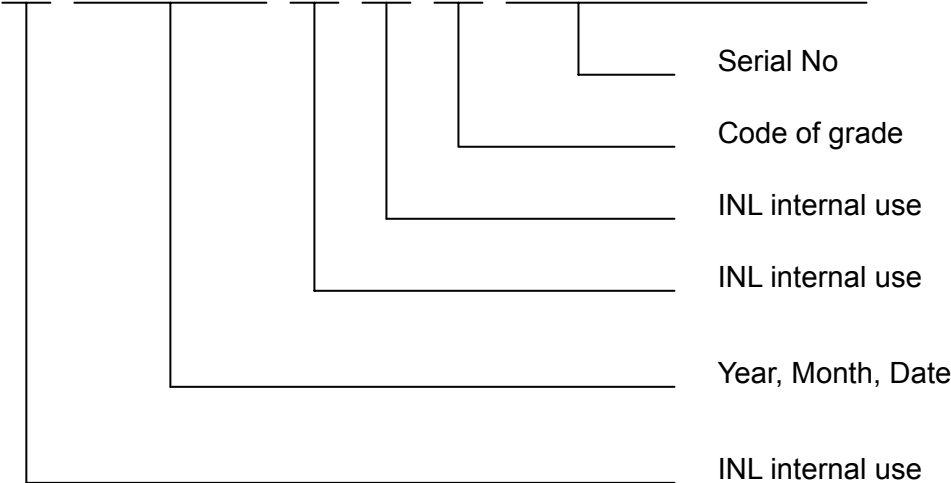 Serial No
Code of grade
INL internal use
INL internal use
Year, Month, Date
INL internal use